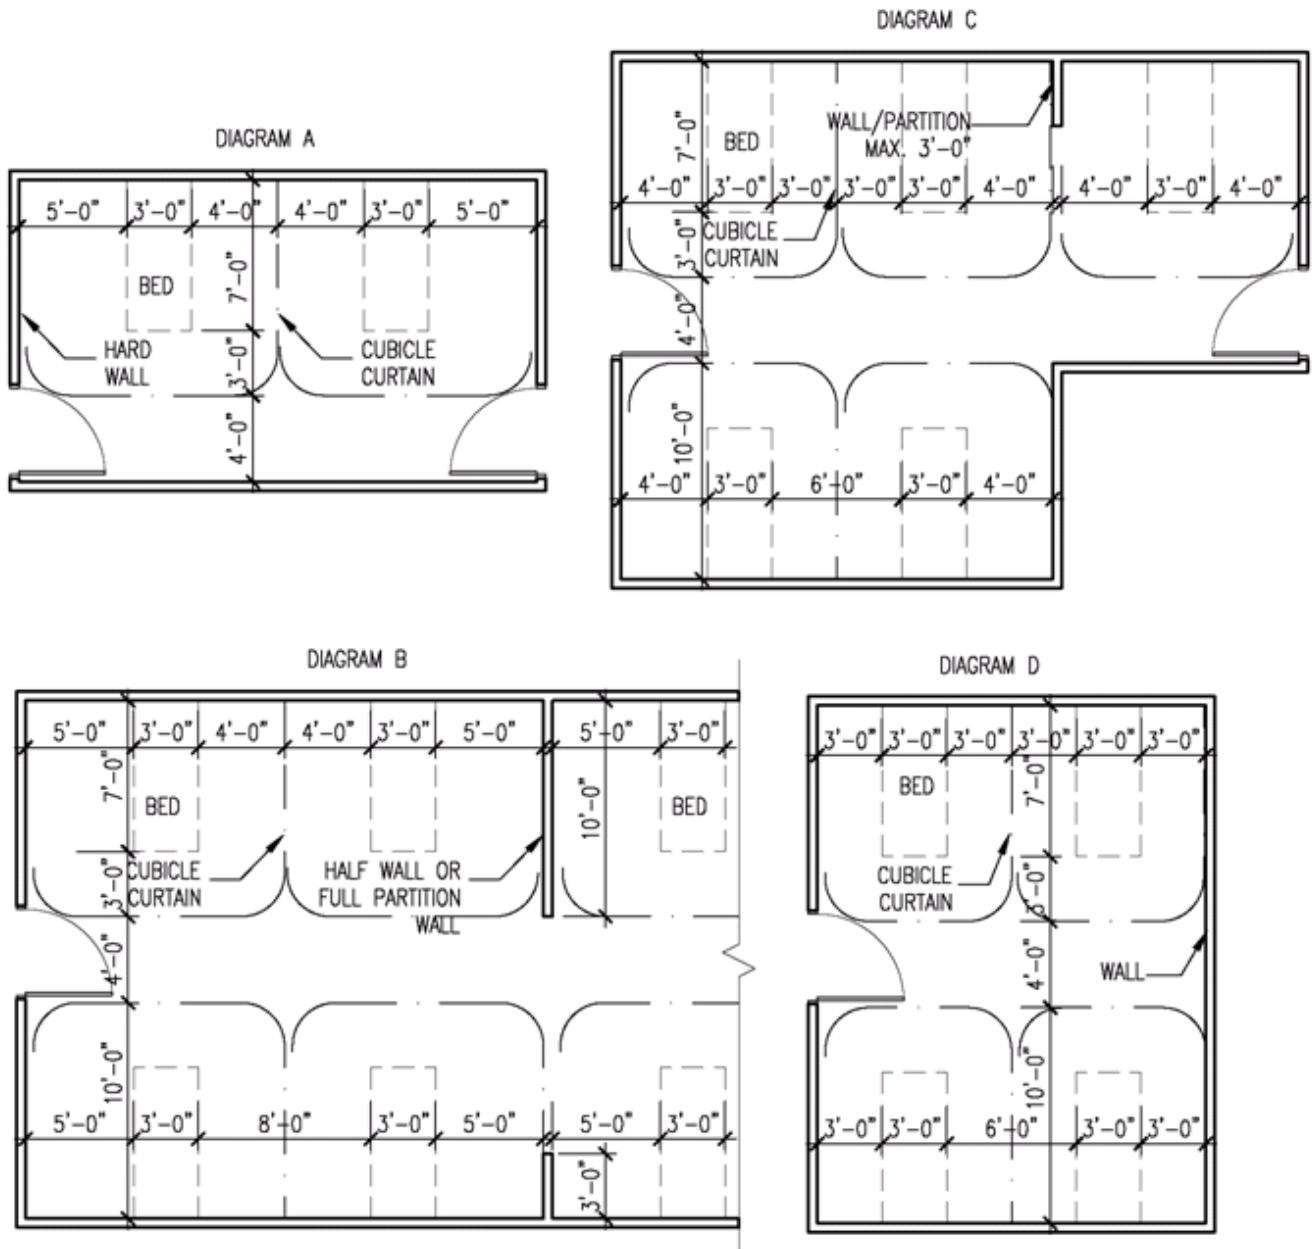 DIAGRAM C
WALL/PARTITION
MAX. 3'-0"
7'-0"
BED
4'-0" 3'-0" 3'-0" 3'-0" 3'-0" 4'-0" 4'-0" 3'-0" 4'-0"
CUBICLE
CURTAIN
3'-0"
4'-0"
10'-0"
4'-0" 3'-0" 6'-0" 3'-0" 4'-0"
DIAGRAM A
5'-0" 3'-0" 4'-0" 4'-0" 3'-0" 5'-0"
BED
7'-0"
HARD
WALL
CUBICLE
CURTAIN
3'-0"
4'-0"
DIAGRAM B
5'-0" 3'-0" 4'-0" 4'-0" 3'-0" 5'-0" 5'-0" 3'-0"
7'-0"
BED
10'-0"
BED
CUBICLE
CURTAIN
HALF WALL OR
FULL PARTITION
WALL
3'-0"
4'-0"
10'-0"
5'-0" 3'-0" 8'-0" 3'-0" 5'-0" 5'-0" 3'-0"
3'-0"
DIAGRAM D
3'-0" 3'-0" 3'-0" 3'-0" 3'-0" 3'-0"
BED
7'-0"
CUBICLE
CURTAIN
3'-0"
WALL
4'-0"
10'-0"
3'-0" 3'-0" 6'-0" 3'-0" 3'-0"